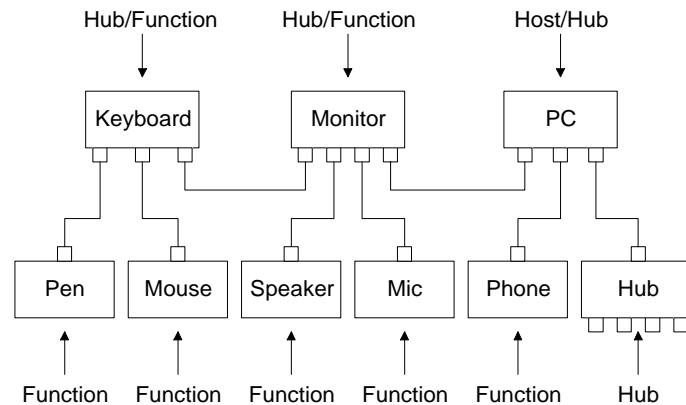 Hub/Function Hub/Function Host/Hub
Keyboard Monitor PC
Pen Mouse Speaker Mic Phone Hub
Function Function Function Function Function Hub